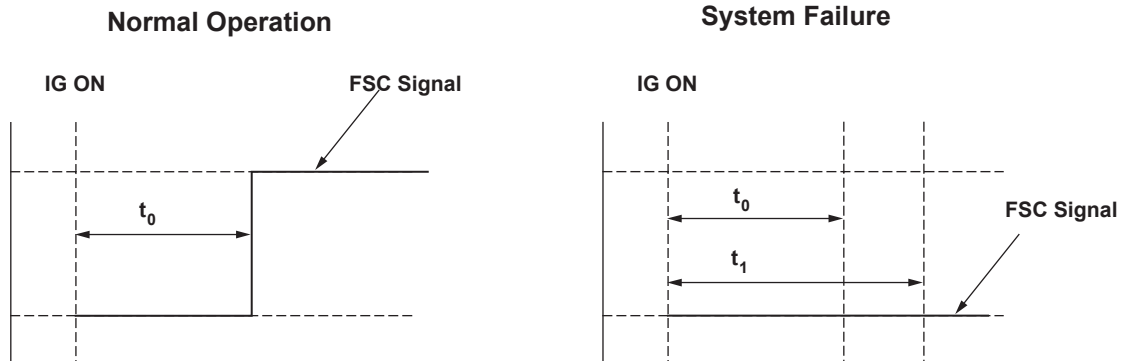 Normal Operation
IG ON
FSC Signal
t0
System Failure
IG ON
t0
t1
FSC Signal